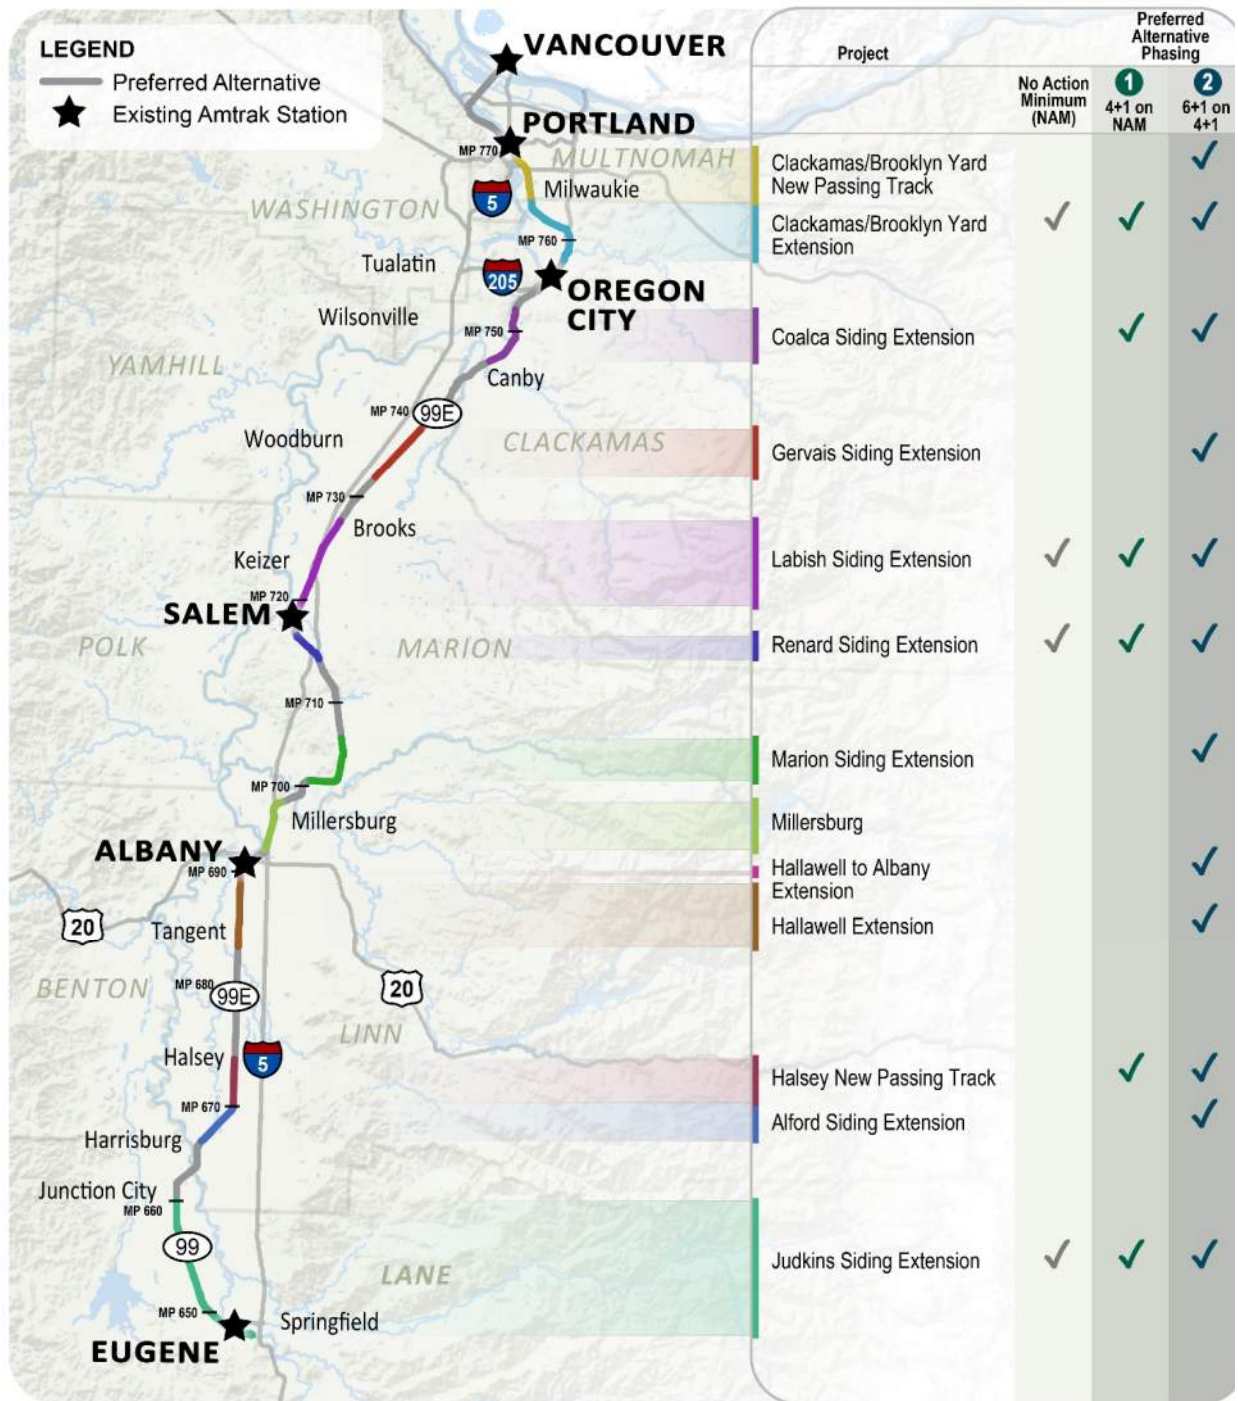 LEGEND
Preferred Alternative
Existing Amtrak Station
VANCOUVER
PORTLAND
MP 770
MULTNOMAH
Milwaukie
5
WASHINGTON
MP 760
Tualatin
205
OREGON
CITY
Wilsonville
MP 750
YAMHILL
Canby
MP 740
99E
Woodburn
CLACKAMAS
MP 730
Brooks
Keizer
MP 720
SALEM
POLK
MARION
MP 710
MP 700
Millersburg
ALBANY
MP 690
20
Tangent
BENTON
MP 680
99E
20
LINN
Halsey
5
MP 670
Harrisburg
Junction City
MP 660
99
LANE
MP 650
Springfield
EUGENE
Project
Preferred
Alternative
Phasing
No Action
Minimum
(NAM)
1
4+1 on
NAM
2
6+1 on
4+1
Clackamas/Brooklyn Yard
New Passing Track
Clackamas/Brooklyn Yard
Extension
Coalca Siding Extension
Gervais Siding Extension
Labish Siding Extension
Renard Siding Extension
Marion Siding Extension
Millersburg
Hallawell to Albany
Extension
Hallawell Extension
Halsey New Passing Track
Alford Siding Extension
Judkins Siding Extension